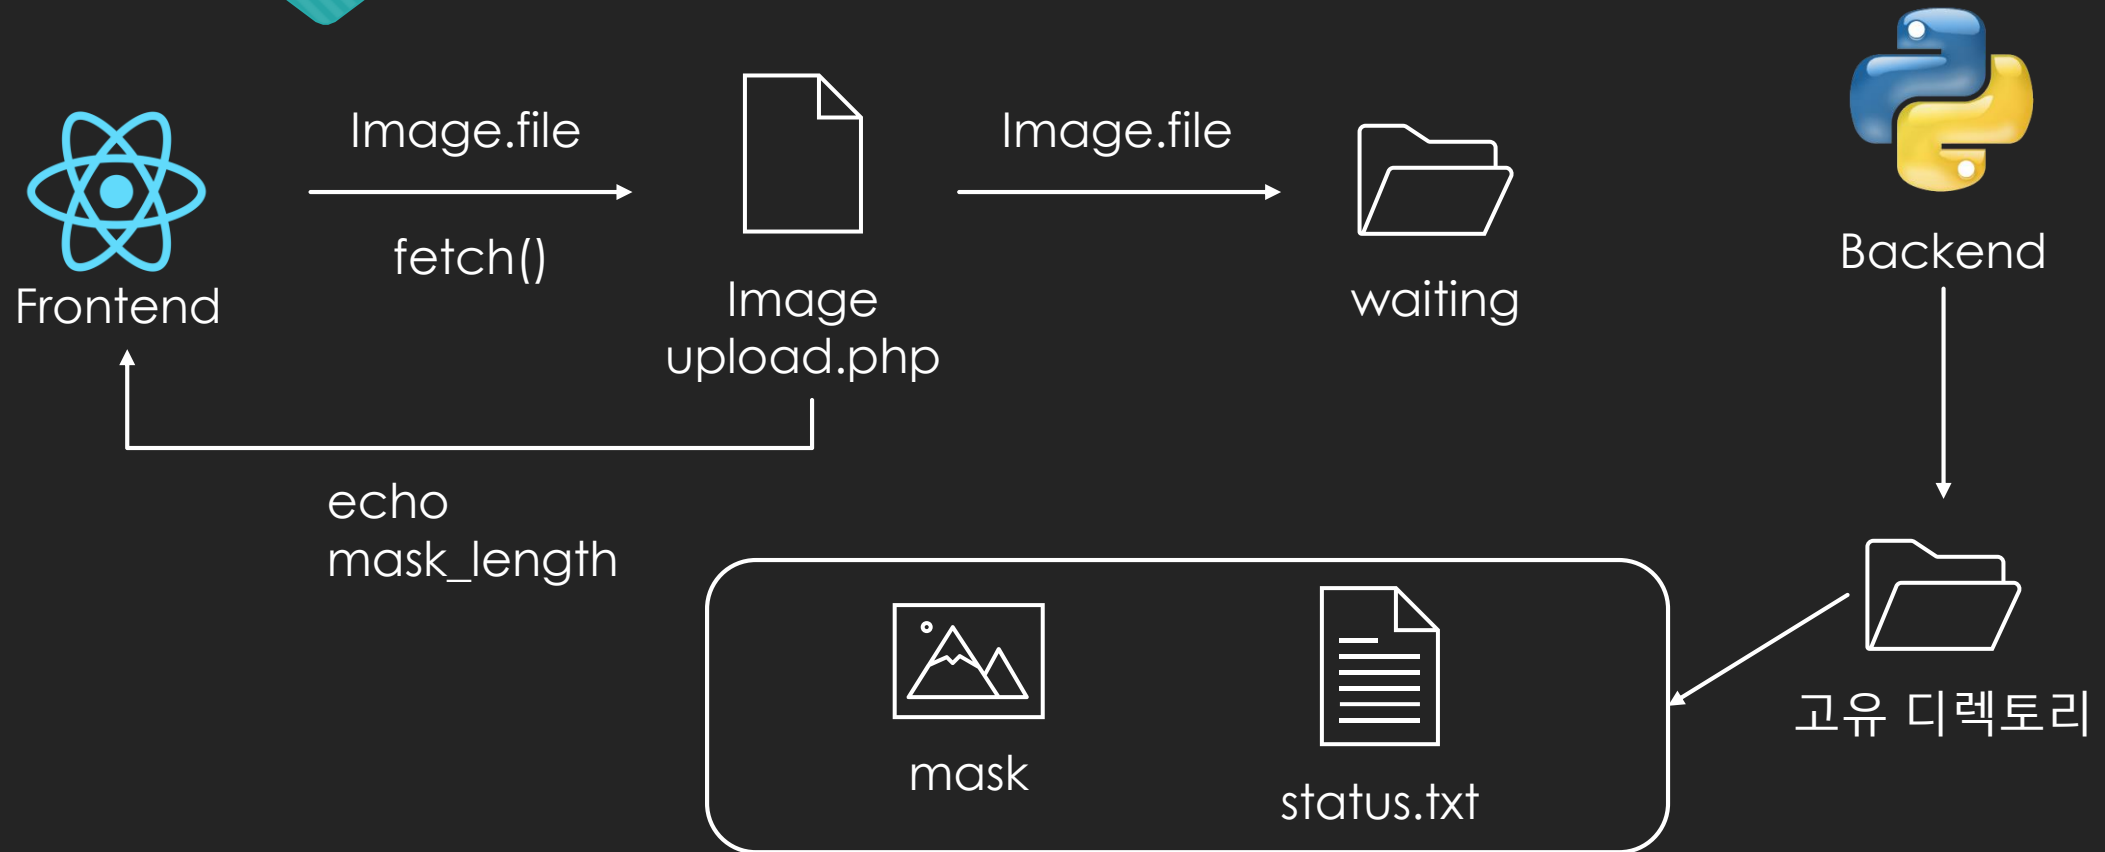 Image.file
Image.file
fetch()
Frontend
Image
upload.php
waiting
Backend
echo
mask_length
mask
status.txt
고유 디렉토리